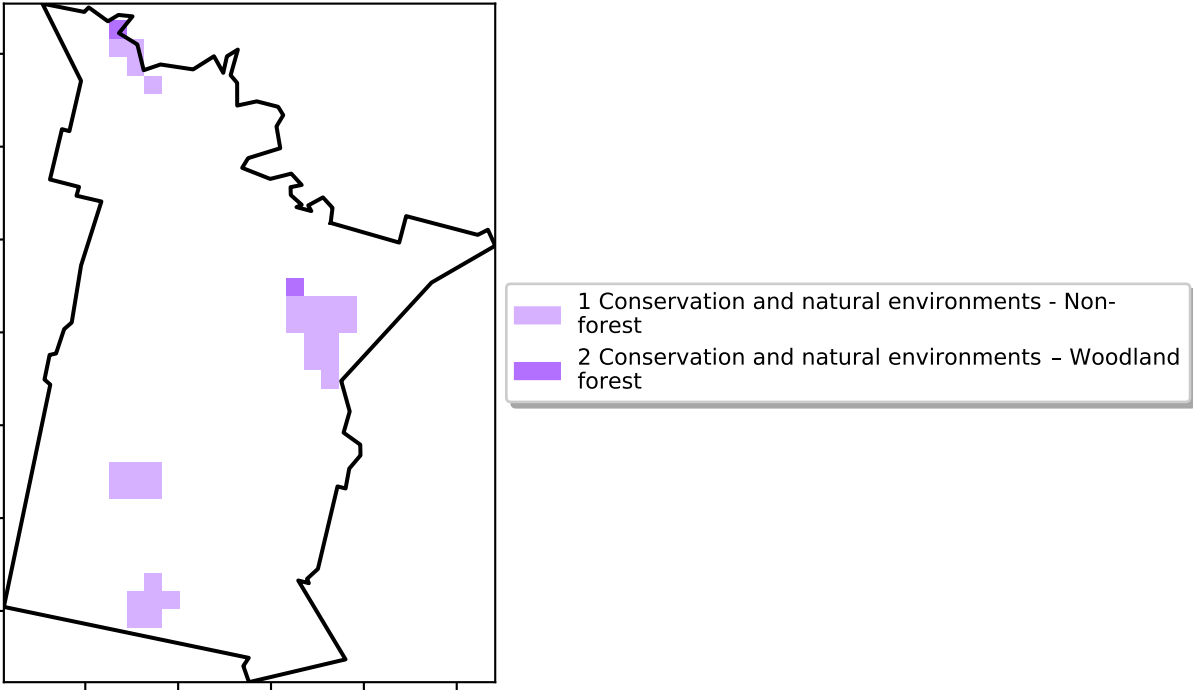 1 Conservation and natural environments - Non-
forest
2 Conservation and natural environments – Woodland
forest